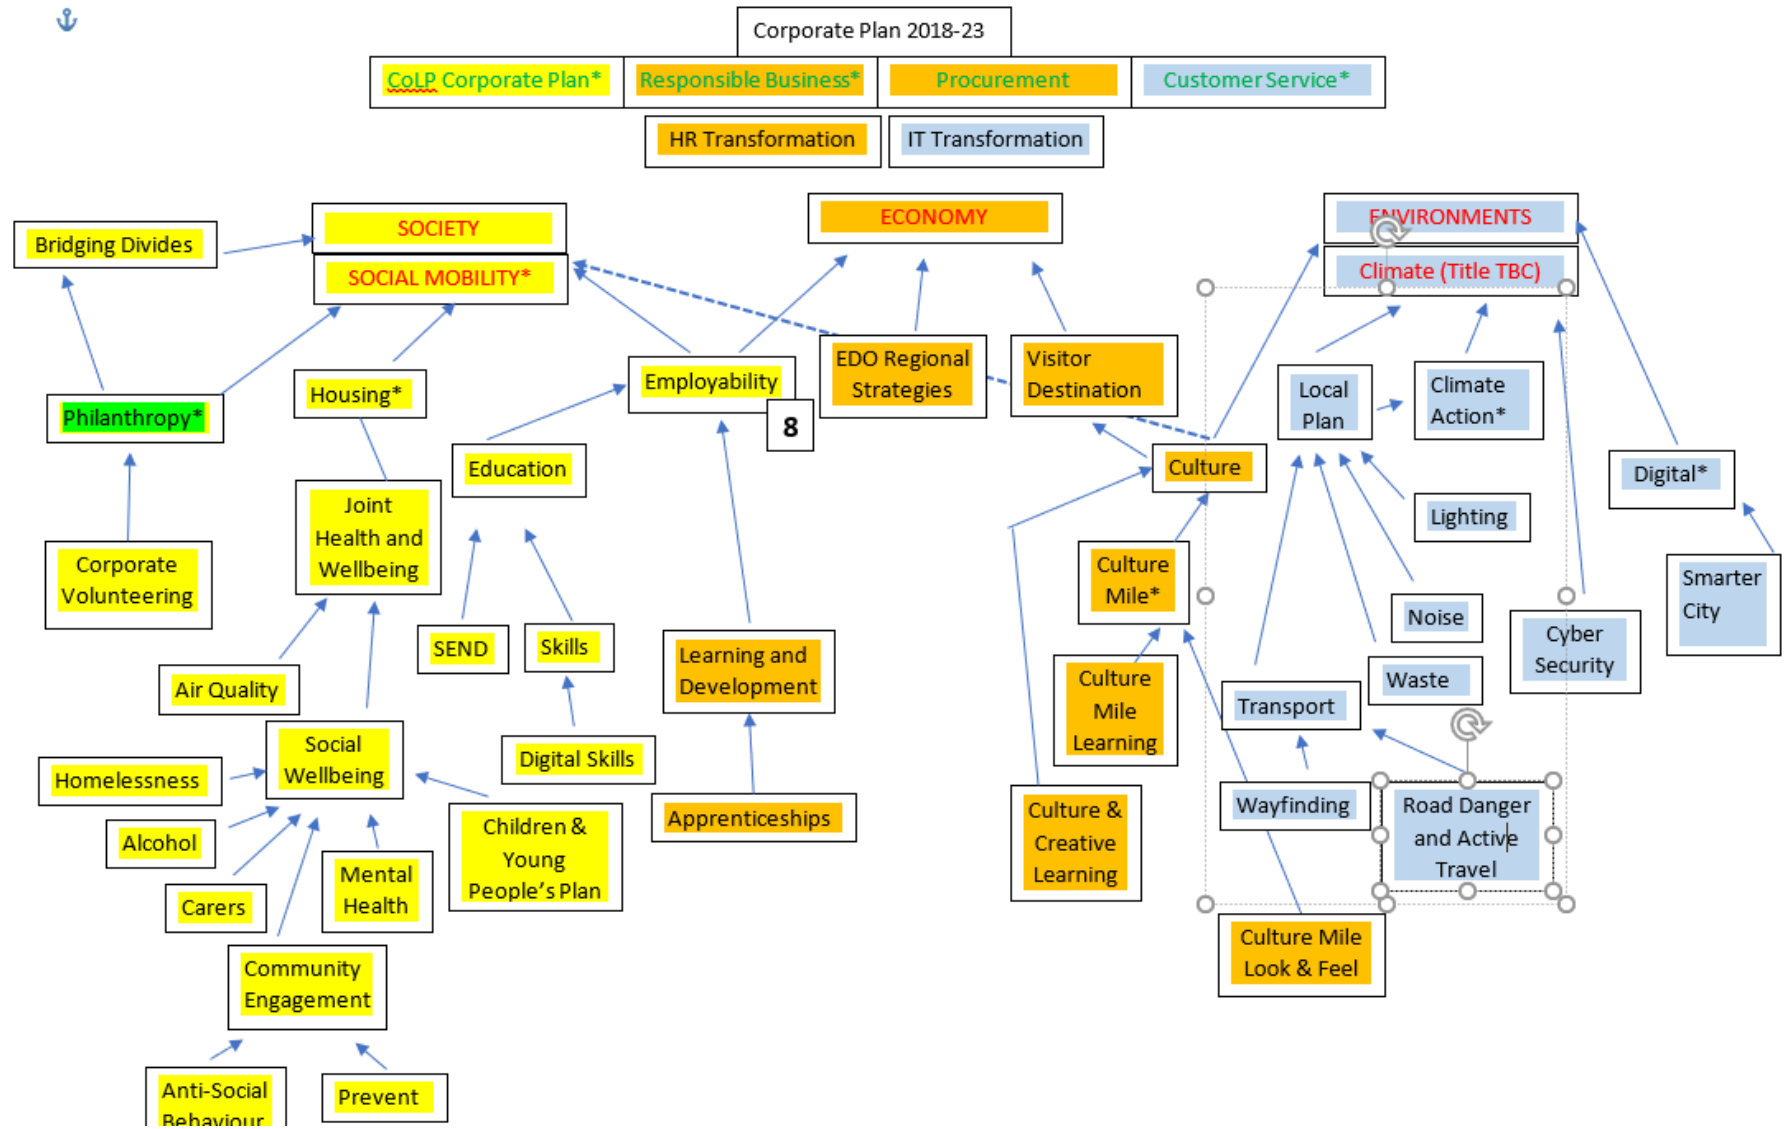 Corporate Plan 2018-23
CoLP Corporate Plan*
Responsible Business*
Procurement
Customer Service*
HR Transformation
IT Transformation
SOCIETY
SOCIAL MOBILITY*
ECONOMY
ENVIRONMENTS
Climate (Title TBC)
Bridging Divides
Philanthropy*
Corporate
Volunteering
Housing*
Joint
Health and
Wellbeing
Air Quality
Social
Wellbeing
Homelessness
Alcohol
Carers
Mental
Health
Children &
Young
People's Plan
Community
Engagement
Anti-Social
Behaviour
Prevent
Employability
8
Education
SEND
Skills
Digital Skills
Learning and
Development
Apprenticeships
EDO Regional
Strategies
Visitor
Destination
Culture
Culture
Mile*
Culture
Mile
Learning
Culture &
Creative
Learning
Culture Mile
Look & Feel
Local
Plan
Climate
Action*
Lighting
Noise
Waste
Transport
Wayfinding
Road Danger
and Active
Travel
Cyber
Security
Digital*
Smarter
City